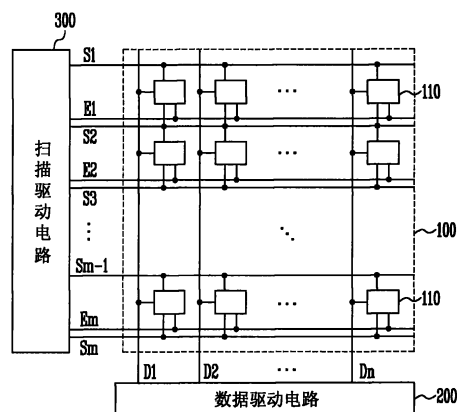 300
S1
E1
S2
E2
S3
⋮
Sm-1
Em
Sm
扫描驱动电路
...
110
...
⋱
100
...
110
D1 D2 ... Dn
数据驱动电路
200